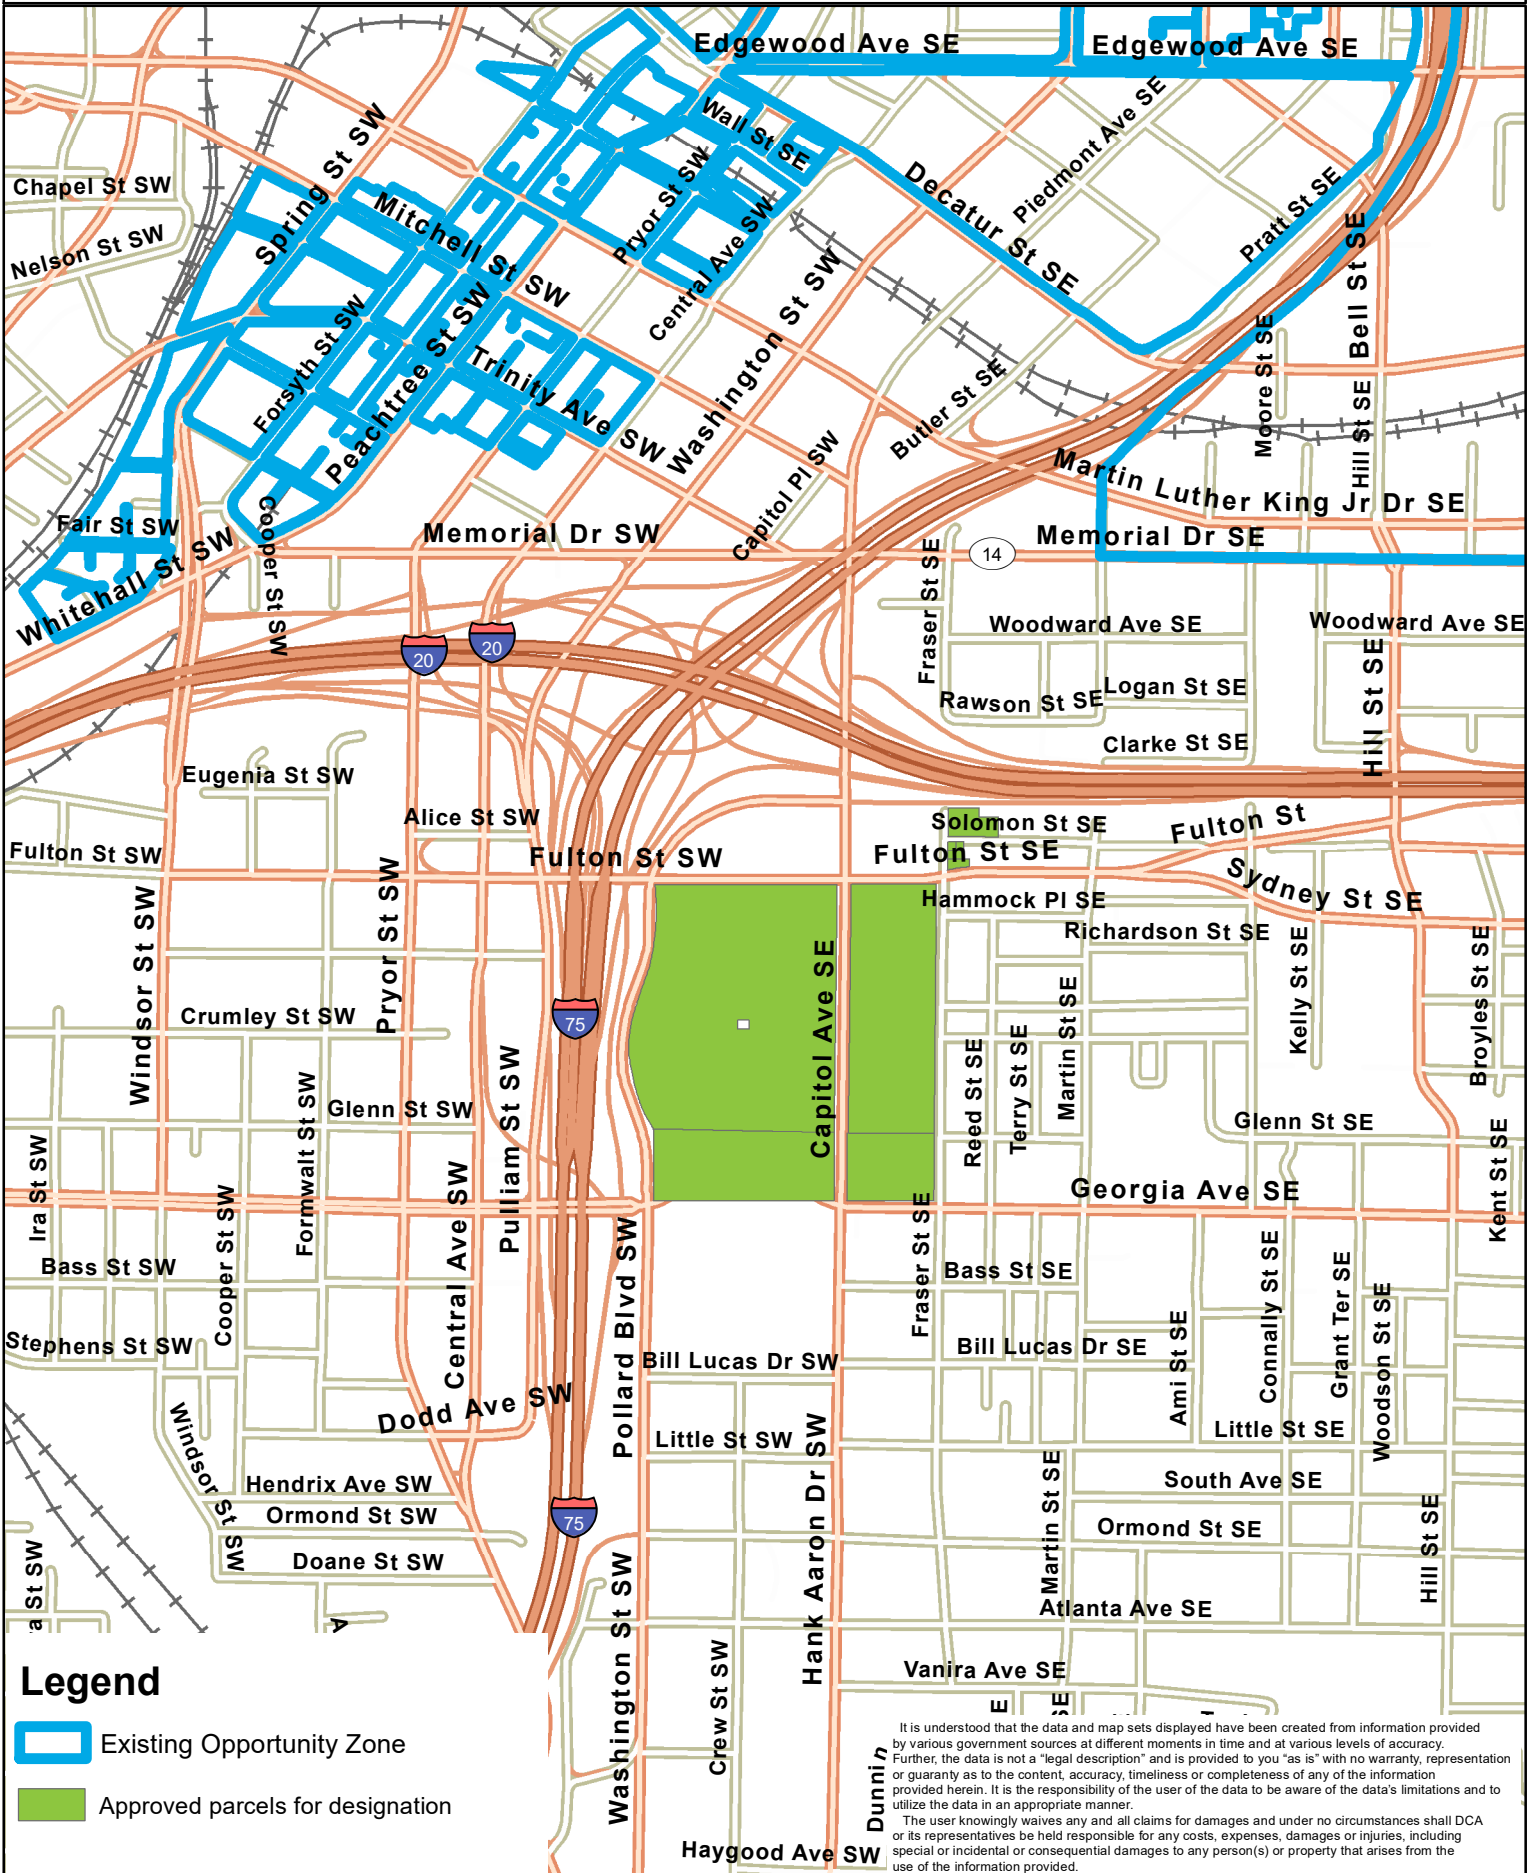 Edgewood Ave SE
Edgewood Ave SE
Wall St SE
Piedmont Ave SE
Spring St SW
Chapel St SW
Pryor St SW
Decatur St SE
Pratt St SE
Mitchell St SW
Nelson St SW
Central Ave SW
Washington St SW
Bell St SE
Forsyth St SW
Peachtree St SW
Trinity Ave SW
Moore St SE
Butler St SE
Hill St SE
Capitol Pl SW
Martin Luther King Jr Dr SE
Fair St SW
Cooper St SW
Memorial Dr SW
Memorial Dr SE
14
Whitehall St SW
Fraser St SE
Woodward Ave SE
Woodward Ave SE
20
20
Rawson St SE
Logan St SE
Hill St SE
Clarke St SE
Eugenia St SW
Alice St SW
Solomon St SE
Fulton St
Fulton St SW
Fulton St SW
Fulton St SE
Sydney St SE
Hammock Pl SE
Richardson St SE
Windsor St SW
Pryor St SW
Capitol Ave SE
Kelly St SE
Broyles St SE
75
Crumley St SW
Martin St SE
Terry St SE
Reed St SE
Glenn St SW
Formwalt St SW
Pulliam St SW
Glenn St SE
Ira St SW
Kent St SE
Georgia Ave SE
Cooper St SW
Central Ave SW
Pollard Blvd SW
Fraser St SE
Bass St SW
Bass St SE
Connally St SE
Grant Ter SE
Woodson St SE
Ami St SE
Stephens St SW
Bill Lucas Dr SW
Bill Lucas Dr SE
Dodd Ave SW
Windsor St SW
Little St SW
Little St SE
Hank Aaron Dr SW
Martin St SE
South Ave SE
Hendrix Ave SW
Ormond St SW
75
Ormond St SE
Hill St SE
Doane St SW
a St SW
A
Washington St SW
Atlanta Ave SE
Crew St SW
Vanira Ave SE
E
SE
Dunnin
Haygood Ave SW
Legend
Existing Opportunity Zone
Approved parcels for designation
It is understood that the data and map sets displayed have been created from information provided
by various government sources at different moments in time and at various levels of accuracy.
Further, the data is not a “legal description” and is provided to you “as is” with no warranty, representation
or guaranty as to the content, accuracy, timeliness or completeness of any of the information
provided herein. It is the responsibility of the user of the data to be aware of the data’s limitations and to
utilize the data in an appropriate manner.
The user knowingly waives any and all claims for damages and under no circumstances shall DCA
or its representatives be held responsible for any costs, expenses, damages or injuries, including
special or incidental or consequential damages to any person(s) or property that arises from the
use of the information provided.